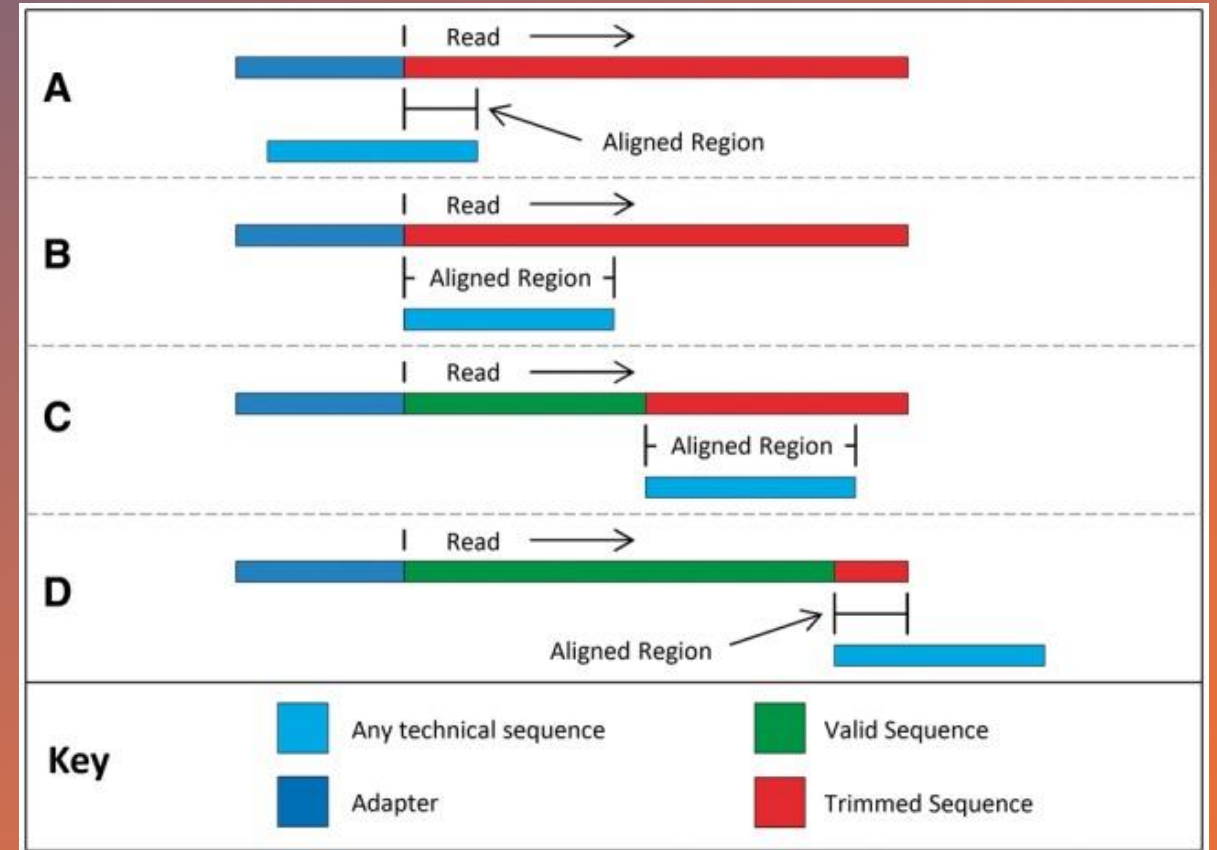 Read
A
Aligned Region
Read
B
Aligned Region
Read
C
Aligned Region
Read
D
Aligned Region
Key
Any technical sequence
Valid Sequence
Adapter
Trimmed Sequence